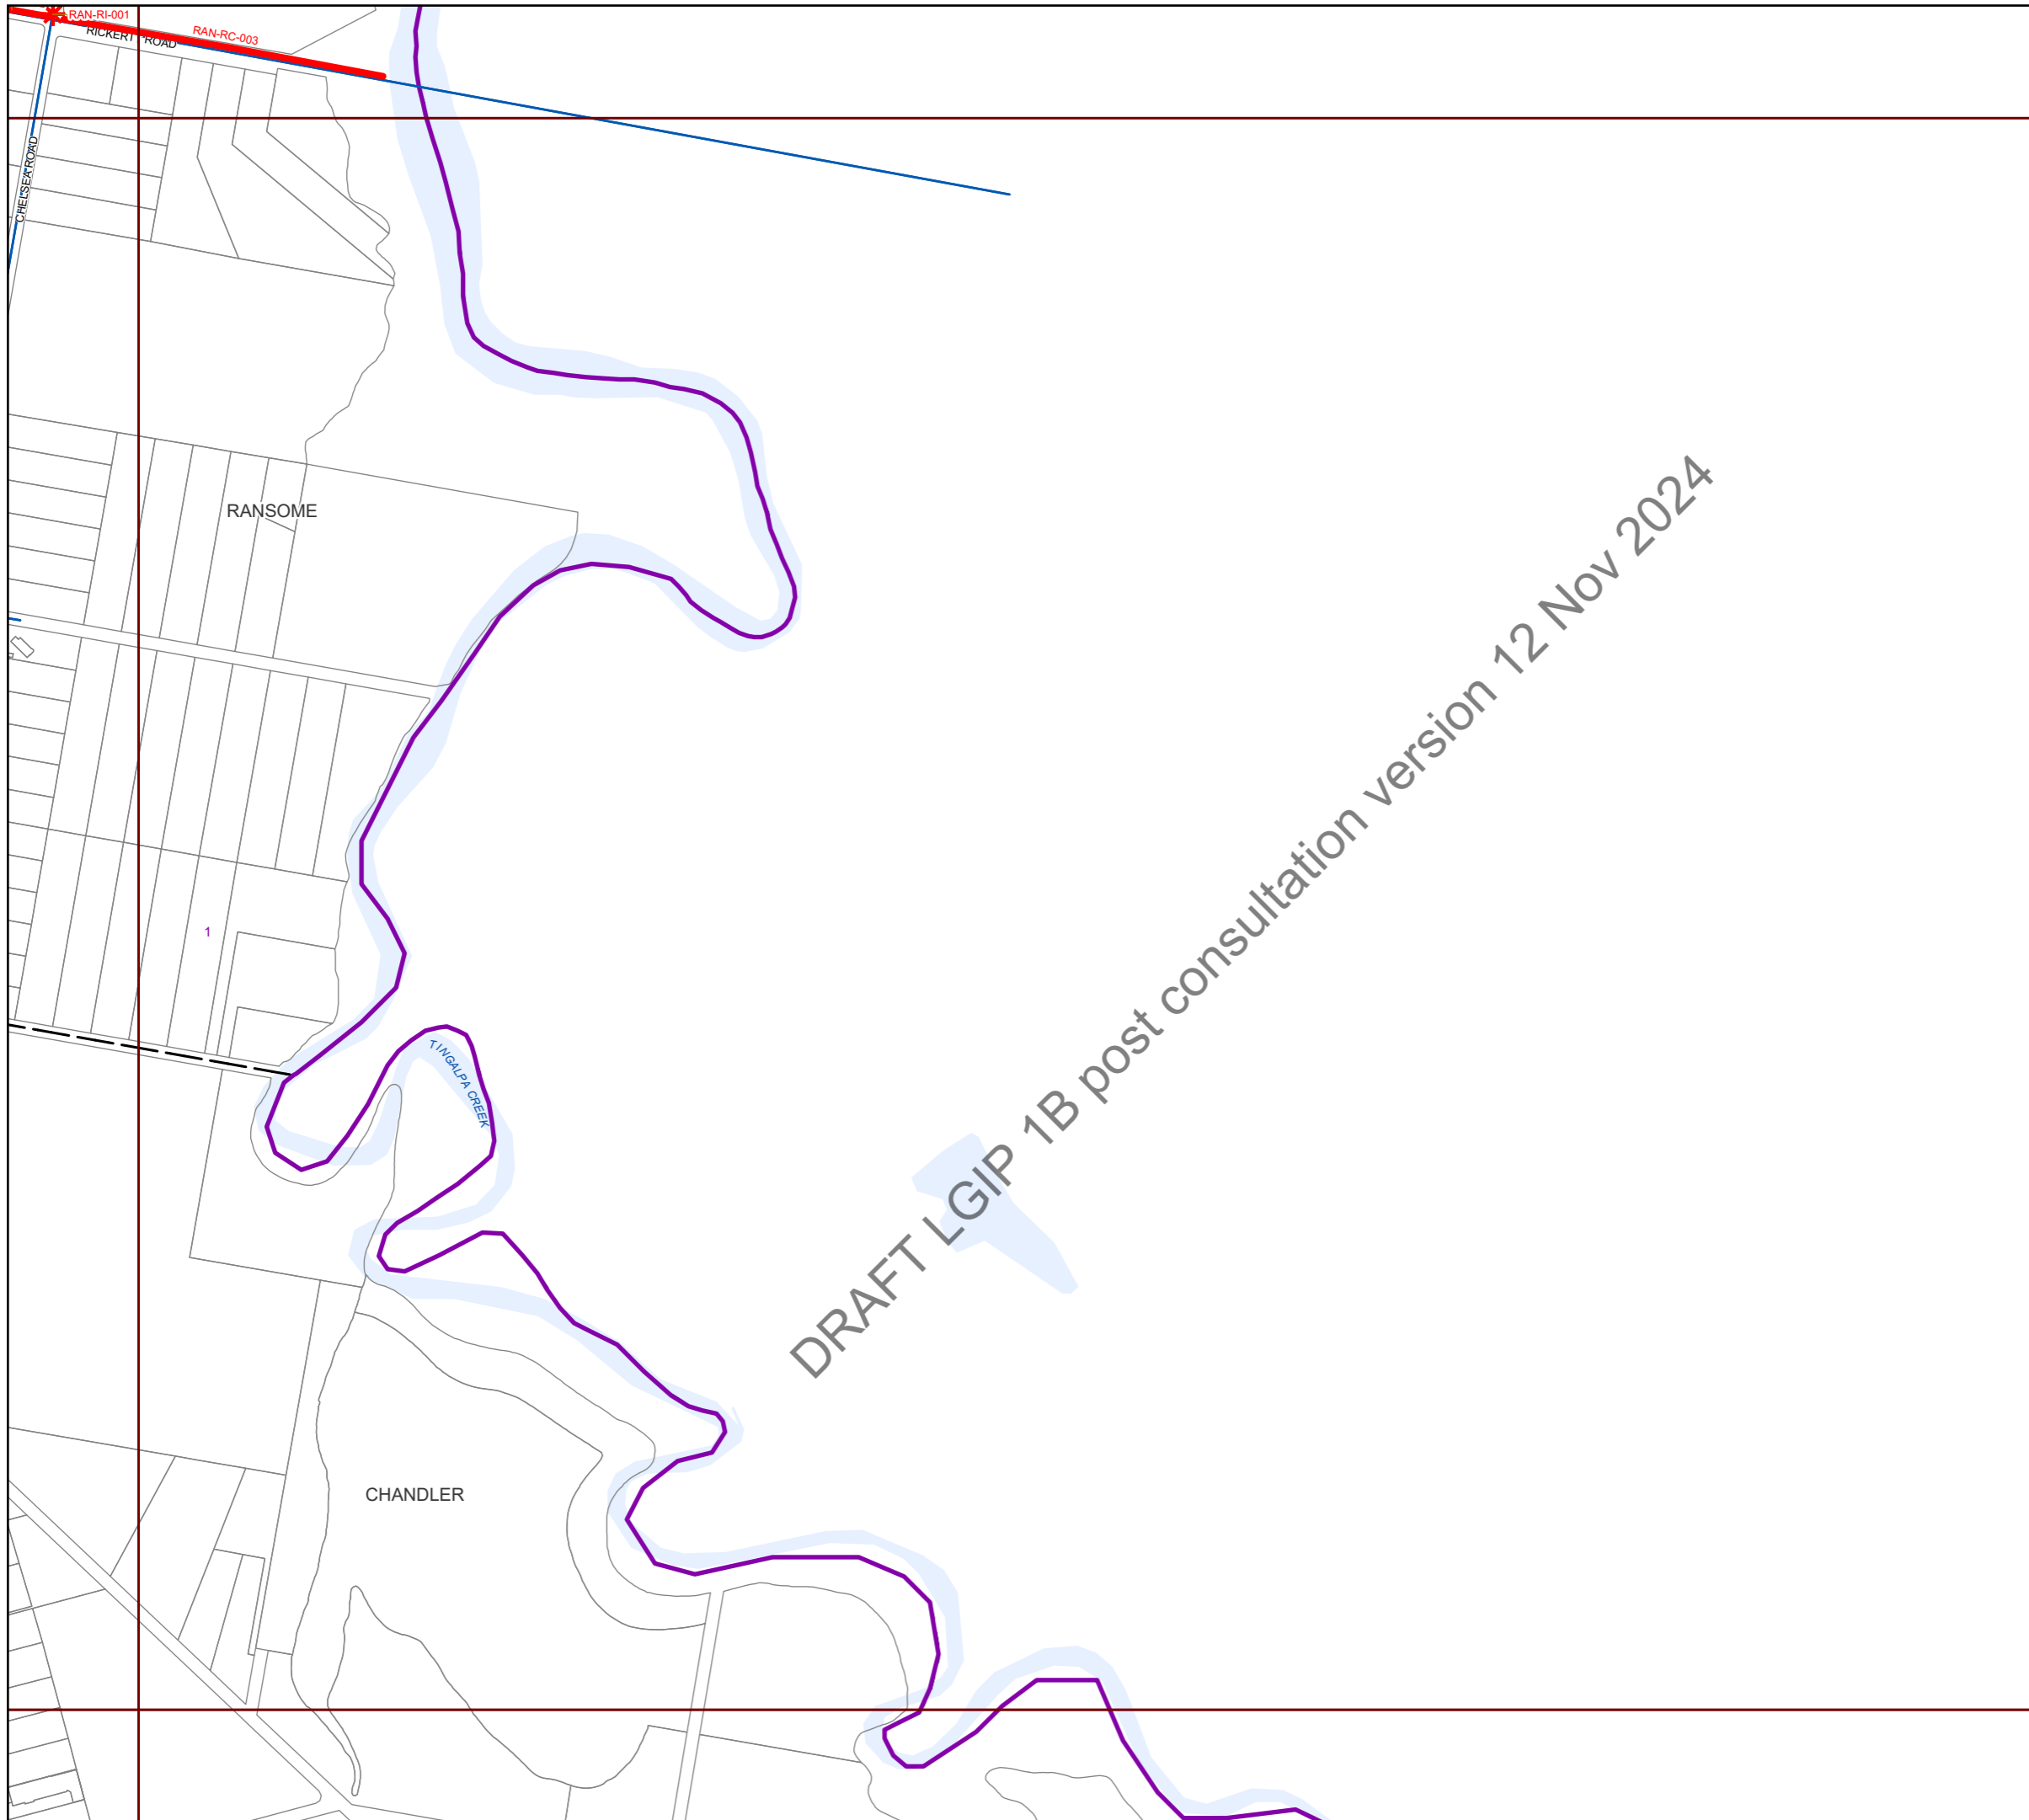 RAN-RI-001
RAN-RC-003
RICKERT ROAD
CHELSEA ROAD
RANSOME
1
TINGALPA CREEK
DRAFT LGIP 1B post consultation version 12 Nov 2024
CHANDLER